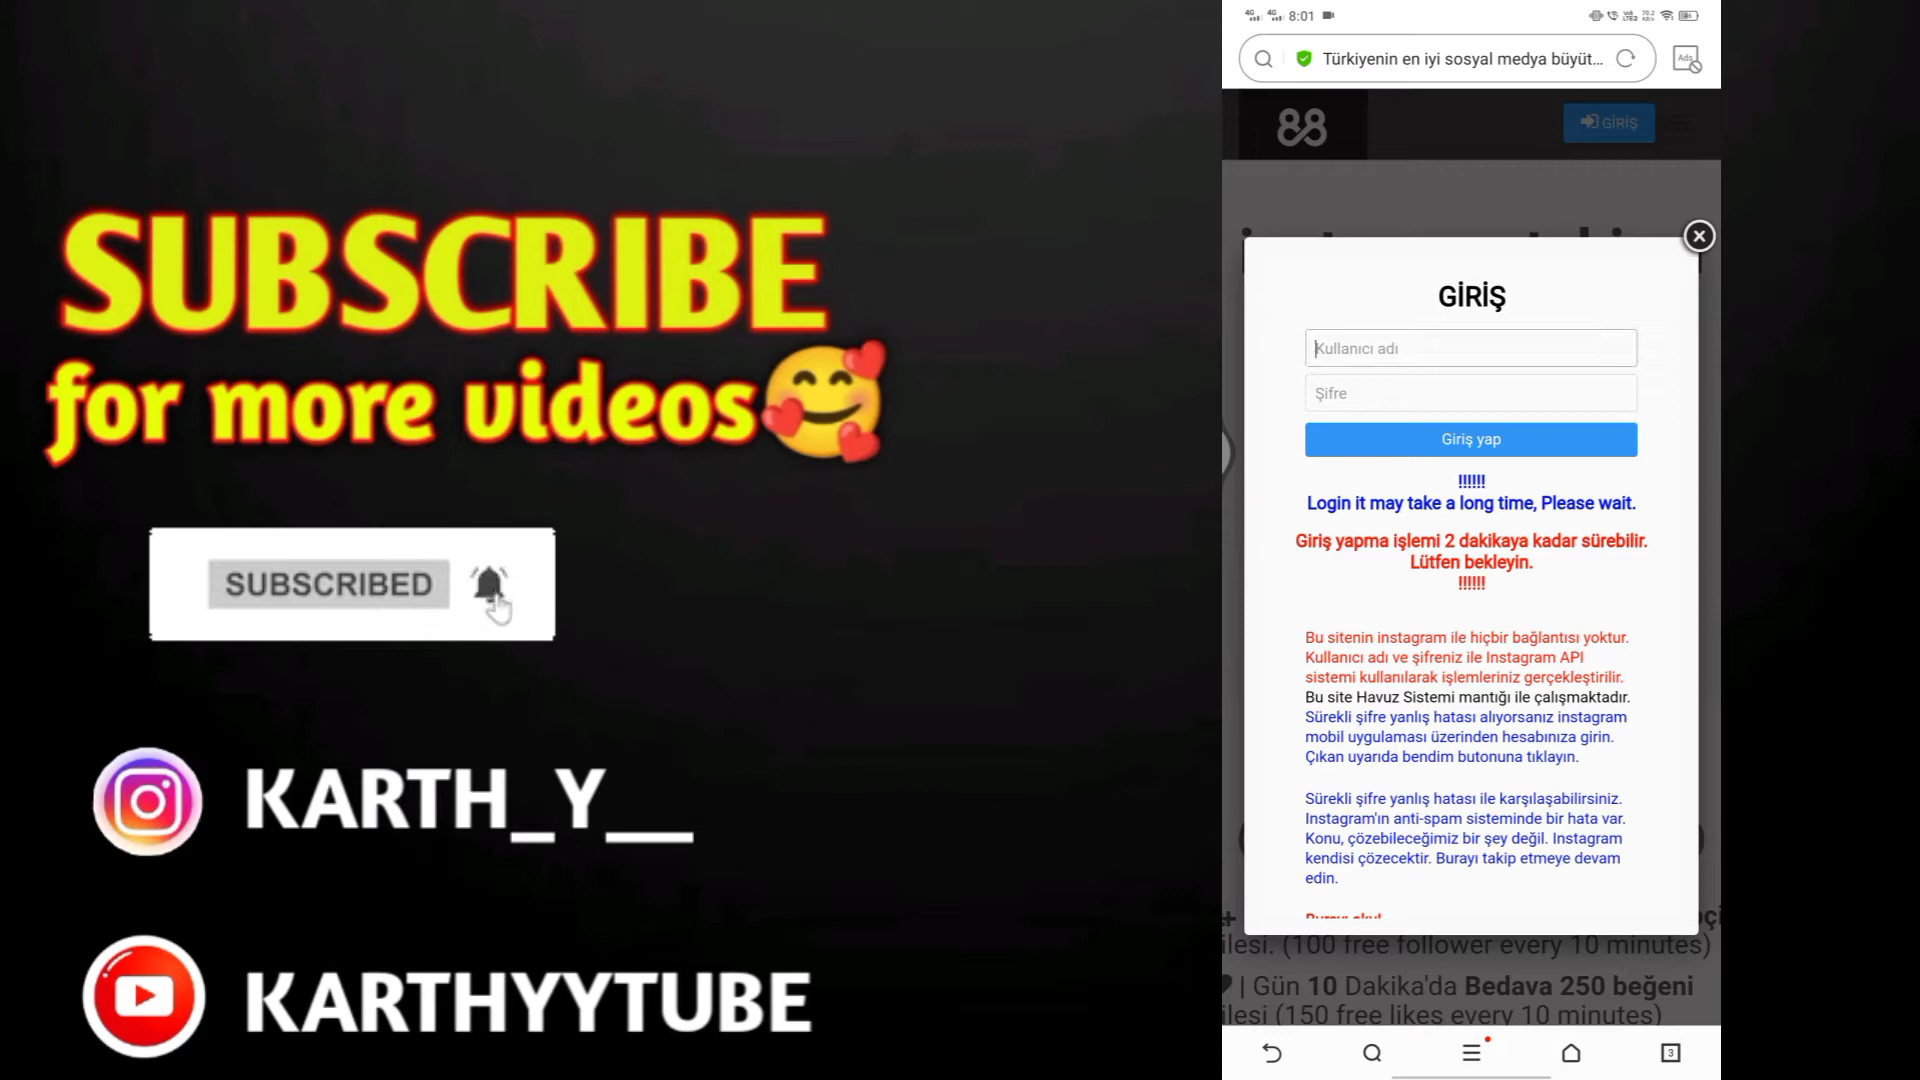 SUBSCRIBE
for more videos
SUBSCRIBED
KARTH_Y__
KARTHYYTUBE
8:01
Türkiyenin en iyi sosyal medya büyüt...
Ads
88
GİRİŞ
GİRİŞ
Kullanıcı adı
Şifre
Giriş yap
!!!!!!
Login it may take a long time, Please wait.
Giriş yapma işlemi 2 dakikaya kadar sürebilir.
Lütfen bekleyin.
!!!!!!
Bu sitenin instagram ile hiçbir bağlantısı yoktur.
Kullanıcı adı ve şifreniz ile Instagram API
sistemi kullanılarak işlemleriniz gerçekleştirilir.
Bu site Havuz Sistemi mantığı ile çalışmaktadır.
Sürekli şifre yanlış hatası alıyorsanız instagram
mobil uygulaması üzerinden hesabınıza girin.
Çıkan uyarıda bendim butonuna tıklayın.
Sürekli şifre yanlış hatası ile karşılaşabilirsiniz.
Instagram'ın anti-spam sisteminde bir hata var.
Konu, çözebileceğimiz bir şey değil. Instagram
kendisi çözecektir. Burayı takip etmeye devam
edin.
ilesi. (100 free follower every 10 minutes)
| Gün 10 Dakika'da Bedava 250 beğeni
ilesi (150 free likes every 10 minutes)
3